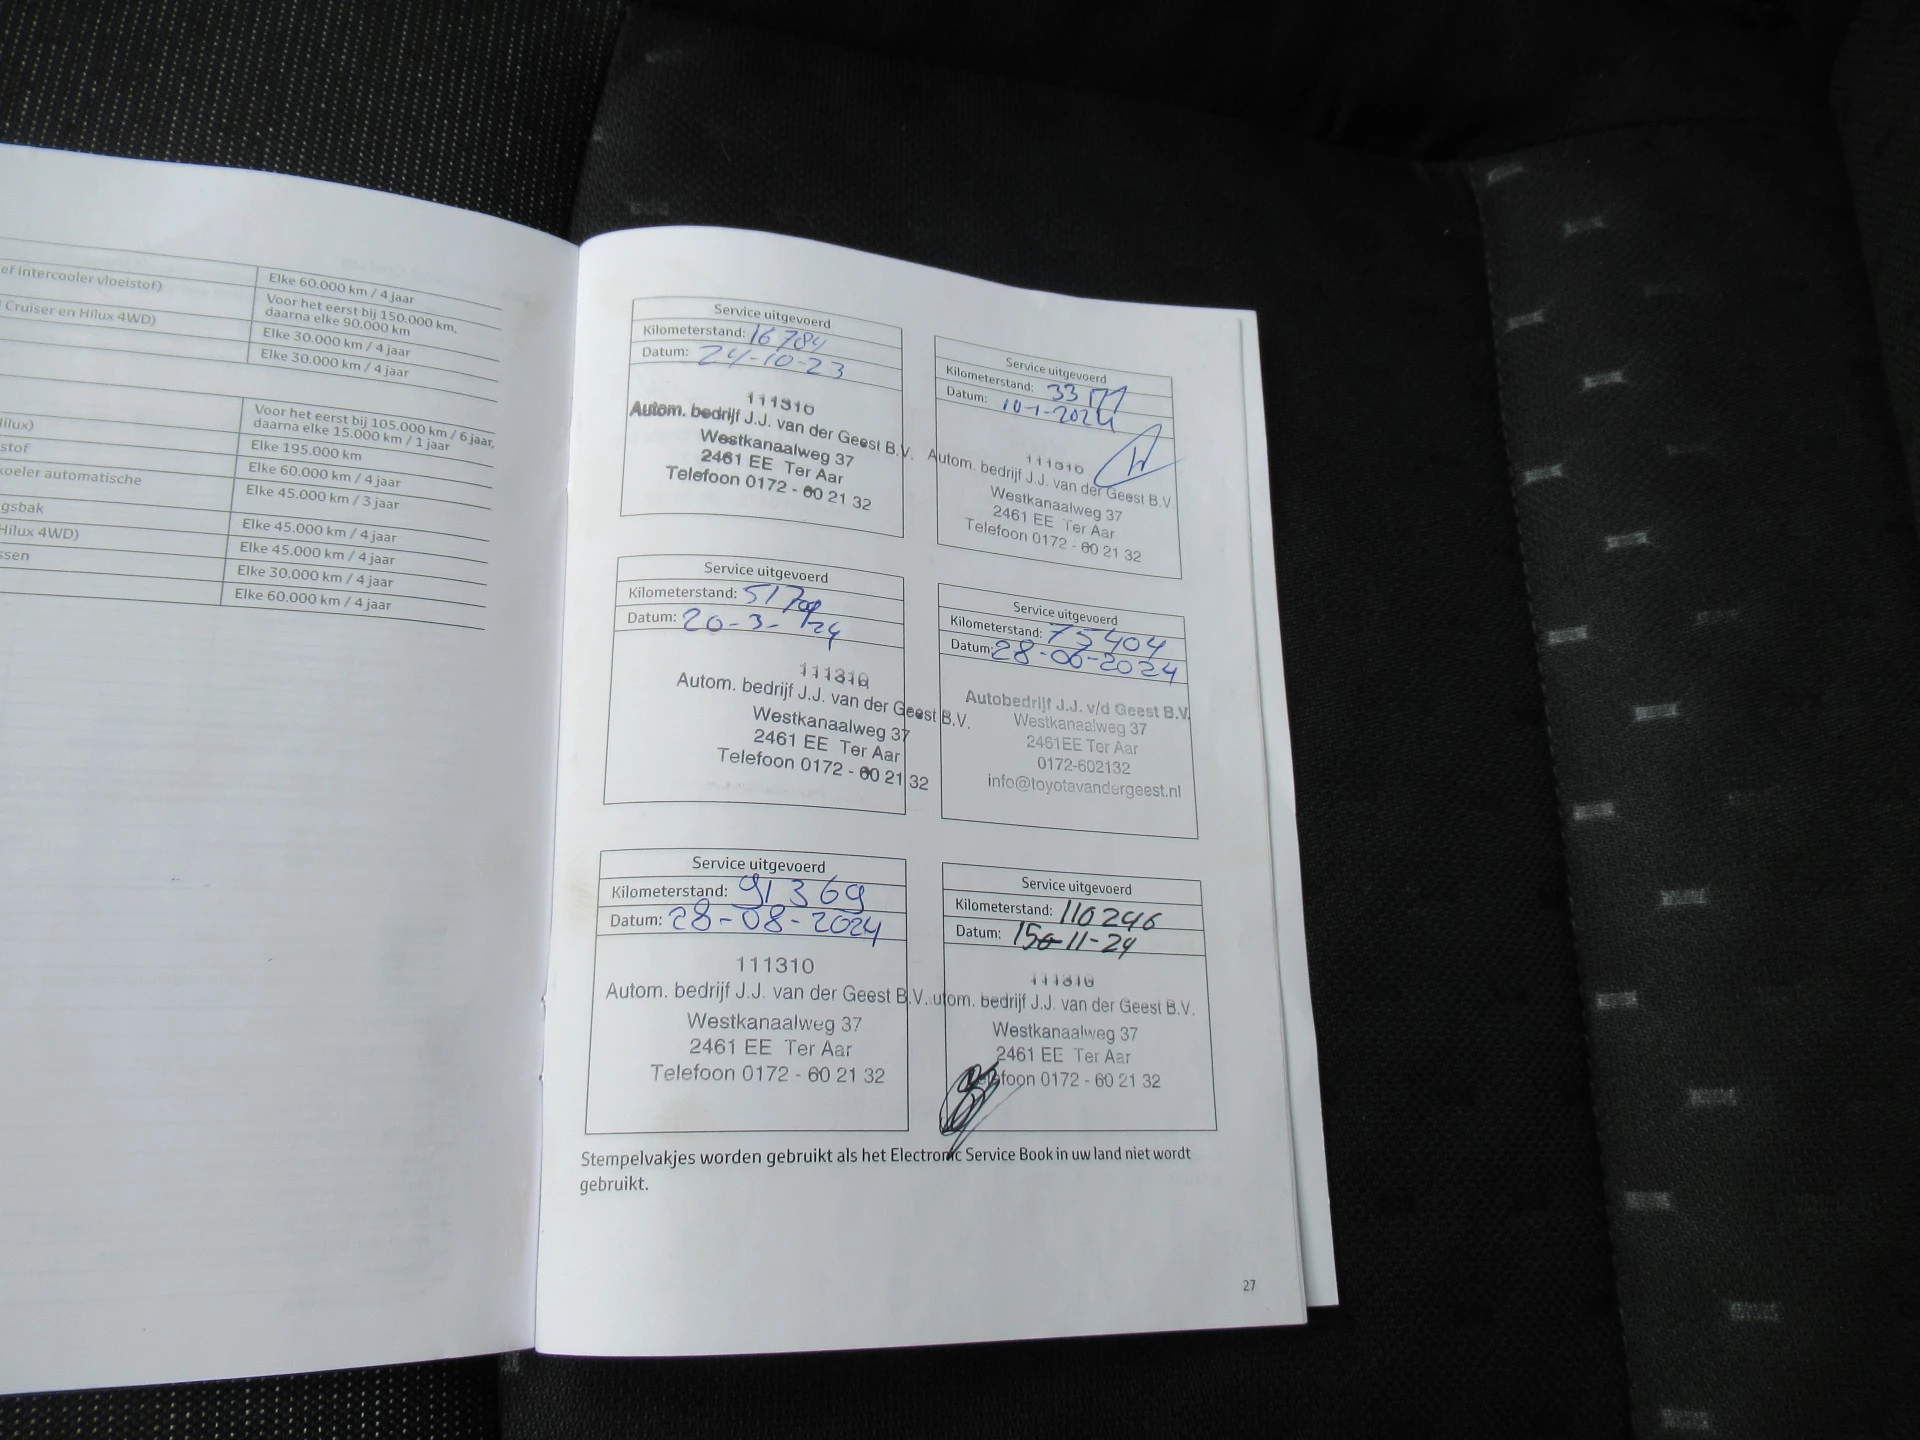 ef intercooler vloeistof)
Elke 60.000 km / 4 jaar
Cruiser en Hilux 4WD)
Voor het eerst bij 150.000 km,
daarna elke 90.000 km
Elke 30.000 km / 4 jaar
Elke 30.000 km / 4 jaar
Hilux)
Voor het eerst bij 105.000 km / 6 jaar,
daarna elke 15.000 km / 1 jaar
stof
Elke 195.000 km
koeler automatische
Elke 60.000 km / 4 jaar
gsbak
Elke 45.000 km / 3 jaar
Hilux 4WD)
Elke 45.000 km / 4 jaar
ssen
Elke 45.000 km / 4 jaar
Elke 30.000 km / 4 jaar
Elke 60.000 km / 4 jaar
Service uitgevoerd
Kilometerstand: 16784
Datum: 24-10-23
111310
Autom. bedrijf J.J. van der Geest B.V.
Westkanaalweg 37
2461 EE Ter Aar
Telefoon 0172 - 60 21 32
Service uitgevoerd
Kilometerstand:
Datum: 10-1-2024
111310
Autom. bedrijf J.J. van der Geest B.V.
Westkanaalweg 37
2461 EE Ter Aar
Telefoon 0172 - 60 21 32
Service uitgevoerd
Kilometerstand:
Datum: 20-3-24
111310
Autom. bedrijf J.J. van der Geest B.V.
Westkanaalweg 37
2461 EE Ter Aar
Telefoon 0172 - 60 21 32
Service uitgevoerd
Kilometerstand: 75404
Datum: 28-06-2024
Autobedrijf J.J. v/d Geest B.V.
Westkanaalweg 37
2461EE Ter Aar
0172-602132
info@toyotavandergeest.nl
Service uitgevoerd
Kilometerstand: 91369
Datum: 28-08-2024
111310
Autom. bedrijf J.J. van der Geest B.V.
Westkanaalweg 37
2461 EE Ter Aar
Telefoon 0172 - 60 21 32
Service uitgevoerd
Kilometerstand: 110246
Datum: 15-11-24
111310
utom. bedrijf J.J. van der Geest B.V.
Westkanaalweg 37
2461 EE Ter Aar
Telefoon 0172 - 60 21 32
Stempelvakjes worden gebruikt als het Electronic Service Book in uw land niet wordt
gebruikt.
27